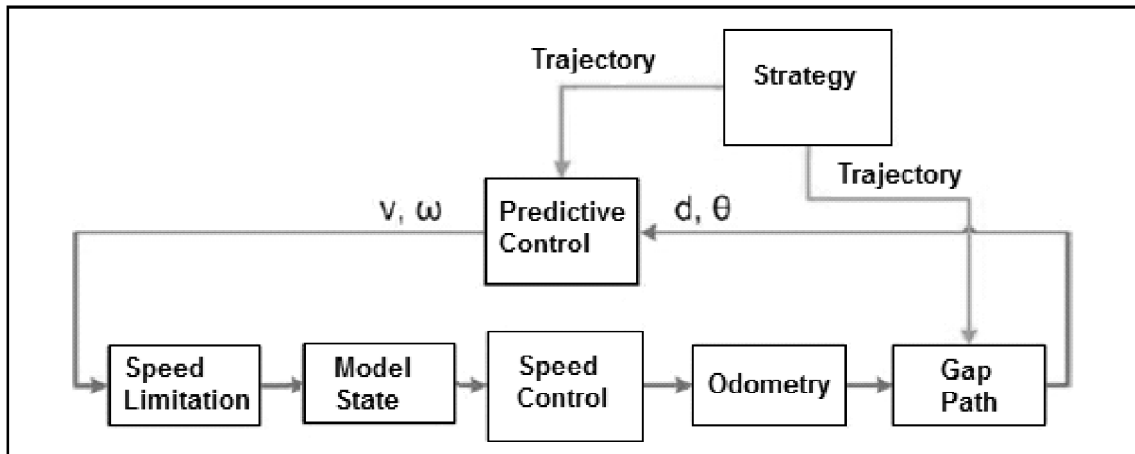 Trajectory
Strategy
Trajectory
v, ω
Predictive
Control
d, θ
Speed
Limitation
Model
State
Speed
Control
Odometry
Gap
Path